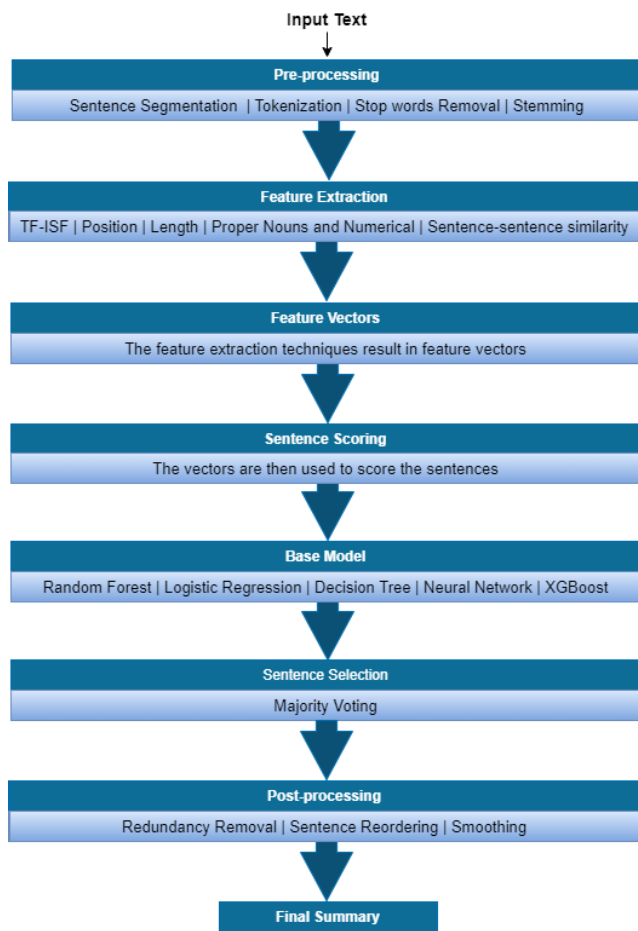 Input Text
Pre-processing
Sentence Segmentation | Tokenization | Stop words Removal | Stemming
Feature Extraction
TF-ISF | Position | Length | Proper Nouns and Numerical | Sentence-sentence similarity
Feature Vectors
The feature extraction techniques result in feature vectors
Sentence Scoring
The vectors are then used to score the sentences
Base Model
Random Forest | Logistic Regression | Decision Tree | Neural Network | XGBoost
Sentence Selection
Majority Voting
Post-processing
Redundancy Removal | Sentence Reordering | Smoothing
Final Summary